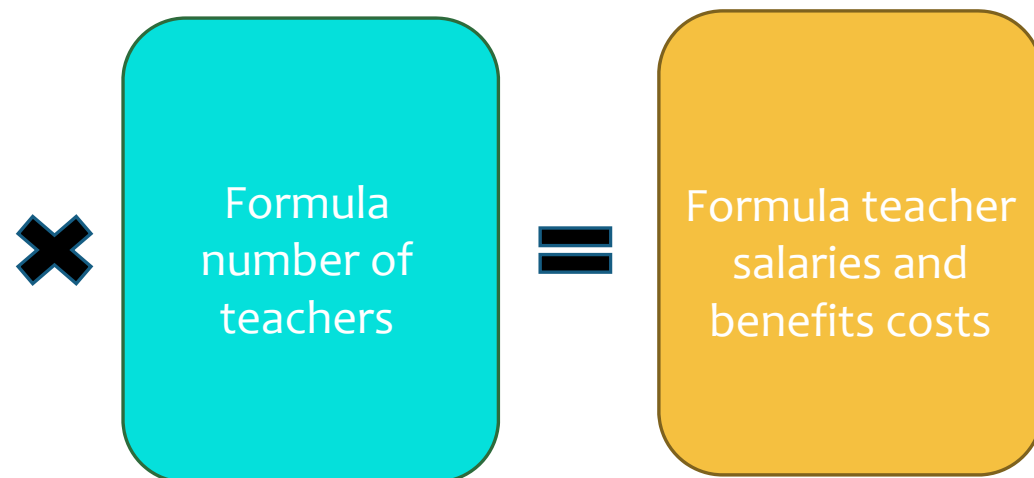 Formula
number of
teachers
Formula teacher
salaries and
benefits costs